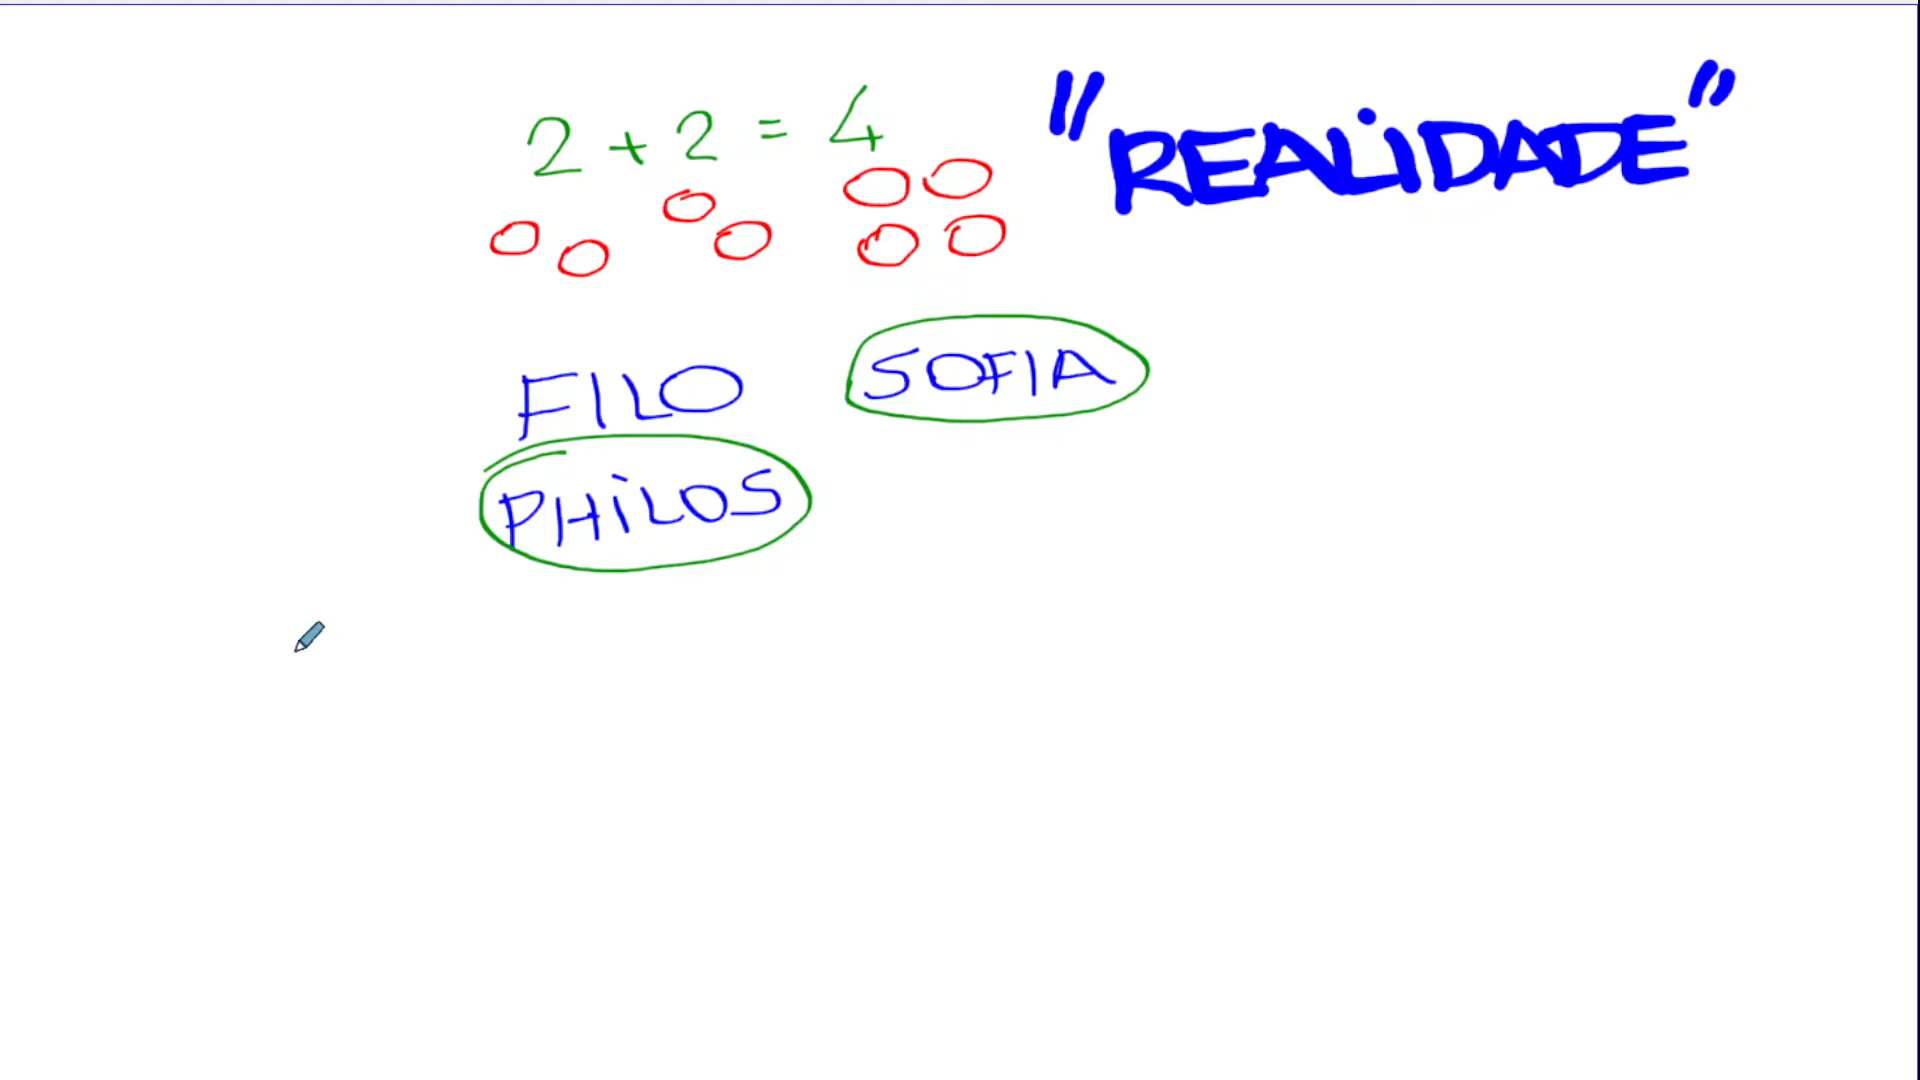 2 + 2 = 4
"REALIDADE"
FILO SOFIA
PHILOS